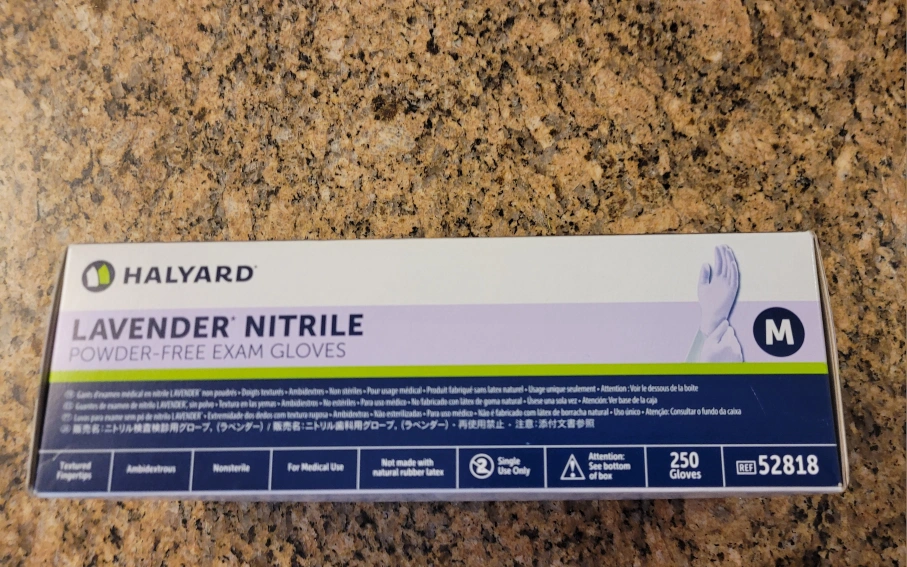 HALYARD®
LAVENDER* NITRILE
POWDER-FREE EXAM GLOVES
M
Gants d'examen médical en nitrile LAVENDER* non poudrés • Doigts texturés • Ambidextres • Non stériles • Pour usage médical • Produit fabriqué sans latex naturel • Usage unique seulement • Attention : Voir le dessous de la boîte
Guantes de examen de nitrilo LAVENDER*, sin polvo • Textura en las yemas • Ambidextros • No estériles • Para uso médico • No fabricado con látex de goma natural • Úsese una sola vez • Atención: Ver base de la caja
Luvas para exame sem pó de nitrilo LAVENDER* • Extremidade dos dedos com textura rugosa • Ambidestras • Não esterilizadas • Para uso médico • Não é fabricado com látex de borracha natural • Uso único • Atenção: Consultar o fundo da caixa
販売名:ニトリル検査検診用グローブ,(ラベンダー) / 販売名:ニトリル歯科用グローブ,(ラベンダー)・再使用禁止・注意:添付文書参照
Textured
Fingertips
Ambidextrous
Nonsterile
For Medical Use
Not made with
natural rubber latex
2
Single
Use Only
Attention:
See bottom
of box
250
Gloves
REF 52818